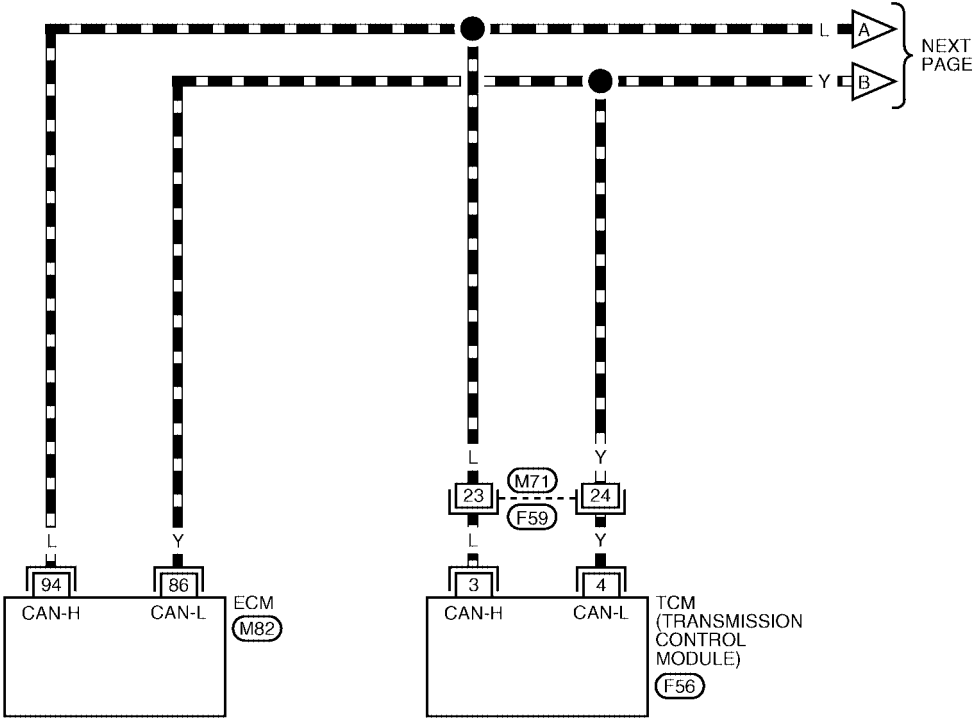 L
A
NEXT
PAGE
Y
B
L
Y
23
M71
24
F59
L
Y
L
Y
94
86
3
4
CAN-H
CAN-L
ECM
M82
CAN-H
CAN-L
TCM
(TRANSMISSION
CONTROL
MODULE)
F56